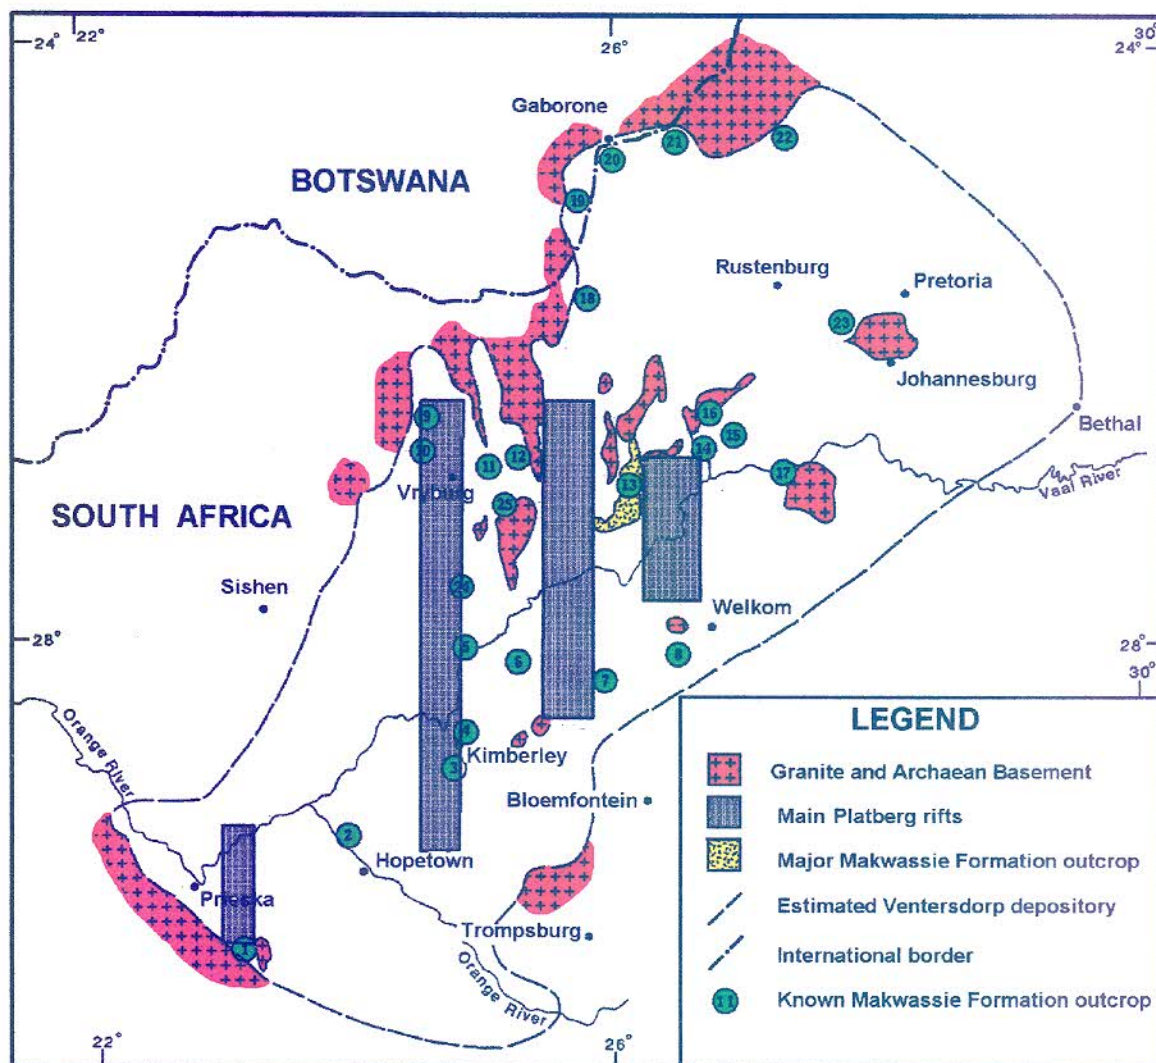 24° 22° 26° 30° 24°
Gaborone
21 22
20
BOTSWANA
19
Rustenburg Pretoria
18
23
Johannesburg
9 16
Bethal
10 15
14
11 12
17
Vryburg 13
Vaal River
25
SOUTH AFRICA
24
Sishen
Welkom
28° 28°
5 8
6
7
30°
Orange River
4
Kimberley
3
Bloemfontein
2
Hopetown
Prieska
Trompsburg
1
Orange River
22° 26°
LEGEND
Granite and Archaean Basement
Main Platberg rifts
Major Makwassie Formation outcrop
Estimated Ventersdorp depository
International border
11 Known Makwassie Formation outcrop